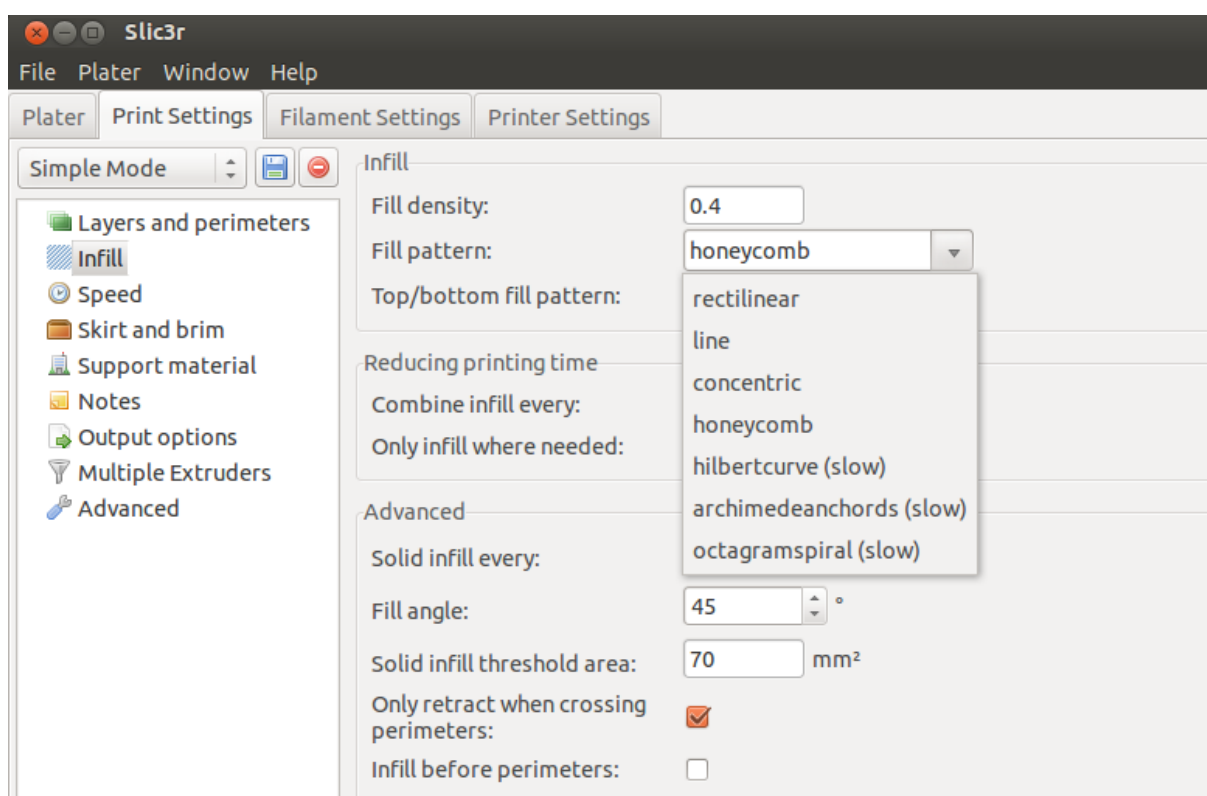 Slic3r
File Plater Window Help
Plater Print Settings Filament Settings Printer Settings
Simple Mode
Layers and perimeters
Infill
Speed
Skirt and brim
Support material
Notes
Output options
Multiple Extruders
Advanced
Infill
Fill density: 0.4
Fill pattern: honeycomb
Top/bottom fill pattern:
rectilinear
line
concentric
honeycomb
hilbertcurve (slow)
archimedeanchords (slow)
octagramspiral (slow)
Reducing printing time
Combine infill every:
Only infill where needed:
Advanced
Solid infill every:
Fill angle: 45 °
Solid infill threshold area: 70 mm²
Only retract when crossing
perimeters:
Infill before perimeters: